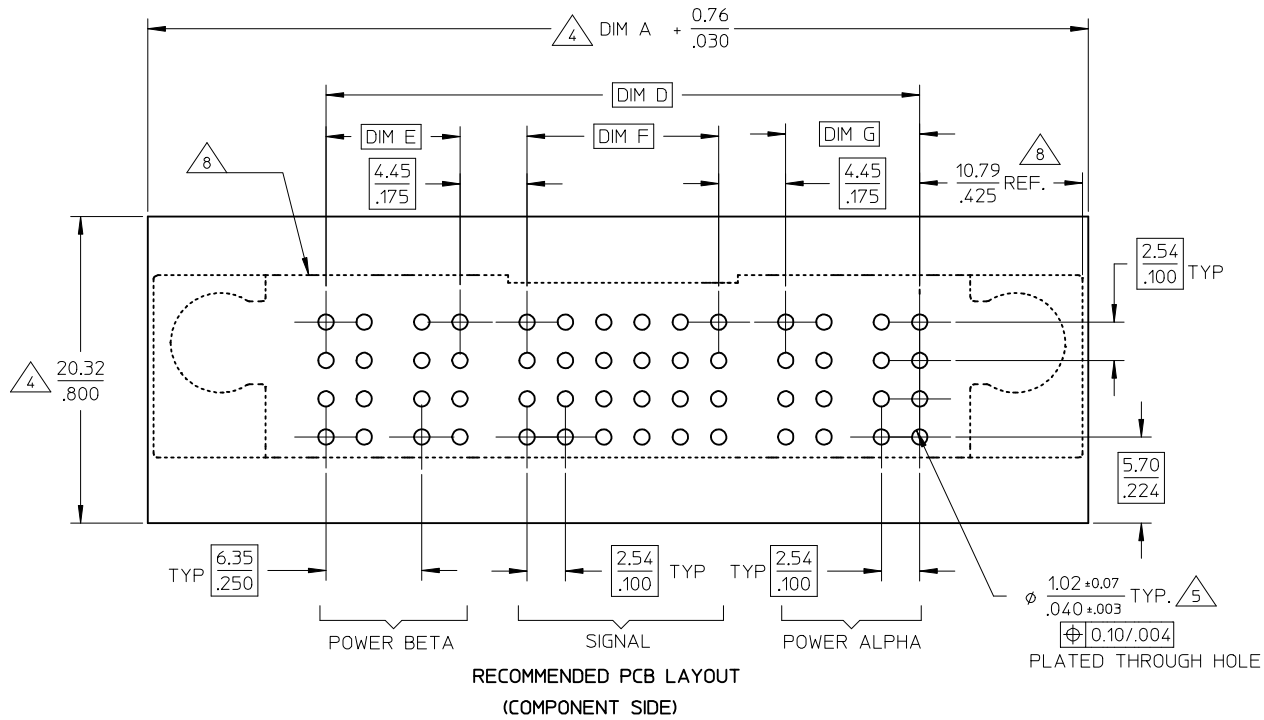 4 DIM A + 0.76
.030
DIM D
DIM E
DIM F
DIM G
8
8
4.45
.175
4.45
.175
10.79 REF.
.425
2.54
.100 TYP
4 20.32
.800
5.70
.224
TYP 6.35
.250
2.54 TYP
.100
TYP 2.54
.100
⌀ 1.02 ±0.07 TYP. 5
.040 ±.003
⌖ 0.10/.004
PLATED THROUGH HOLE
POWER BETA
SIGNAL
POWER ALPHA
RECOMMENDED PCB LAYOUT
(COMPONENT SIDE)